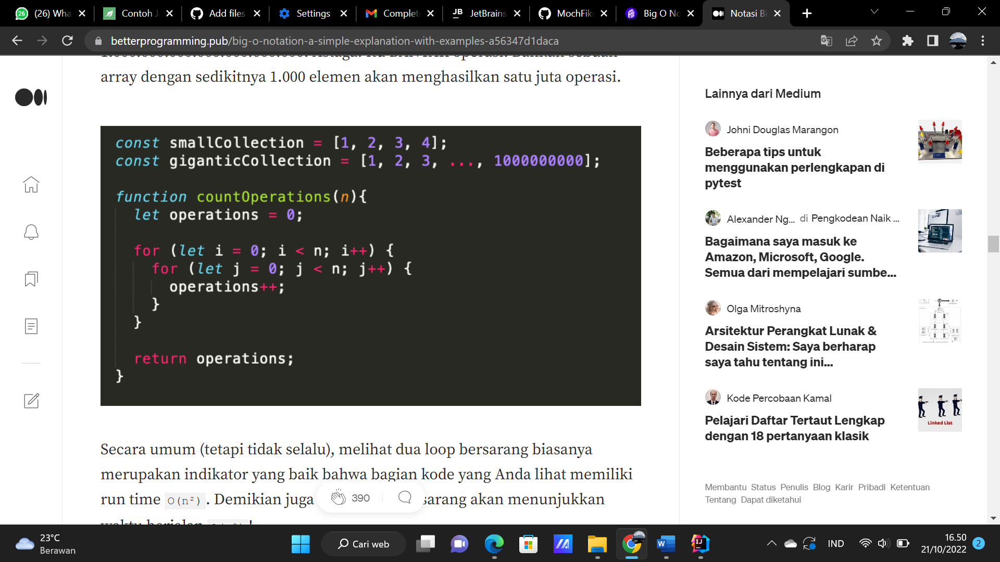 (26) Wha
Contoh J
Add files
Settings
Complet
JetBrains
MochFik
Big O No
Notasi Bi
betterprogramming.pub/big-o-notation-a-simple-explanation-with-examples-a56347d1daca
array dengan sedikitnya 1.000 elemen akan menghasilkan satu juta operasi.
const smallCollection = [1, 2, 3, 4];
const giganticCollection = [1, 2, 3, ..., 1000000000];
function countOperations(n){
let operations = 0;
for (let i = 0; i < n; i++) {
for (let j = 0; j < n; j++) {
operations++;
}
}
return operations;
}
Secara umum (tetapi tidak selalu), melihat dua loop bersarang biasanya
merupakan indikator yang baik bahwa bagian kode yang Anda lihat memiliki
run time O(n²) . Demikian juga sarang akan menunjukkan
390
Lainnya dari Medium
Johni Douglas Marangon
Beberapa tips untuk
menggunakan perlengkapan di
pytest
Alexander Ng... di Pengkodean Naik ...
Bagaimana saya masuk ke
Amazon, Microsoft, Google.
Semua dari mempelajari sumbe...
Olga Mitroshyna
Arsitektur Perangkat Lunak &
Desain Sistem: Saya berharap
saya tahu tentang ini...
Kode Percobaan Kamal
Pelajari Daftar Tertaut Lengkap
dengan 18 pertanyaan klasik
Linked List
Membantu Status Penulis Blog Karir Pribadi Ketentuan
Tentang Dapat diketahui
23°C
Berawan
Cari web
IND
16.50
21/10/2022
2